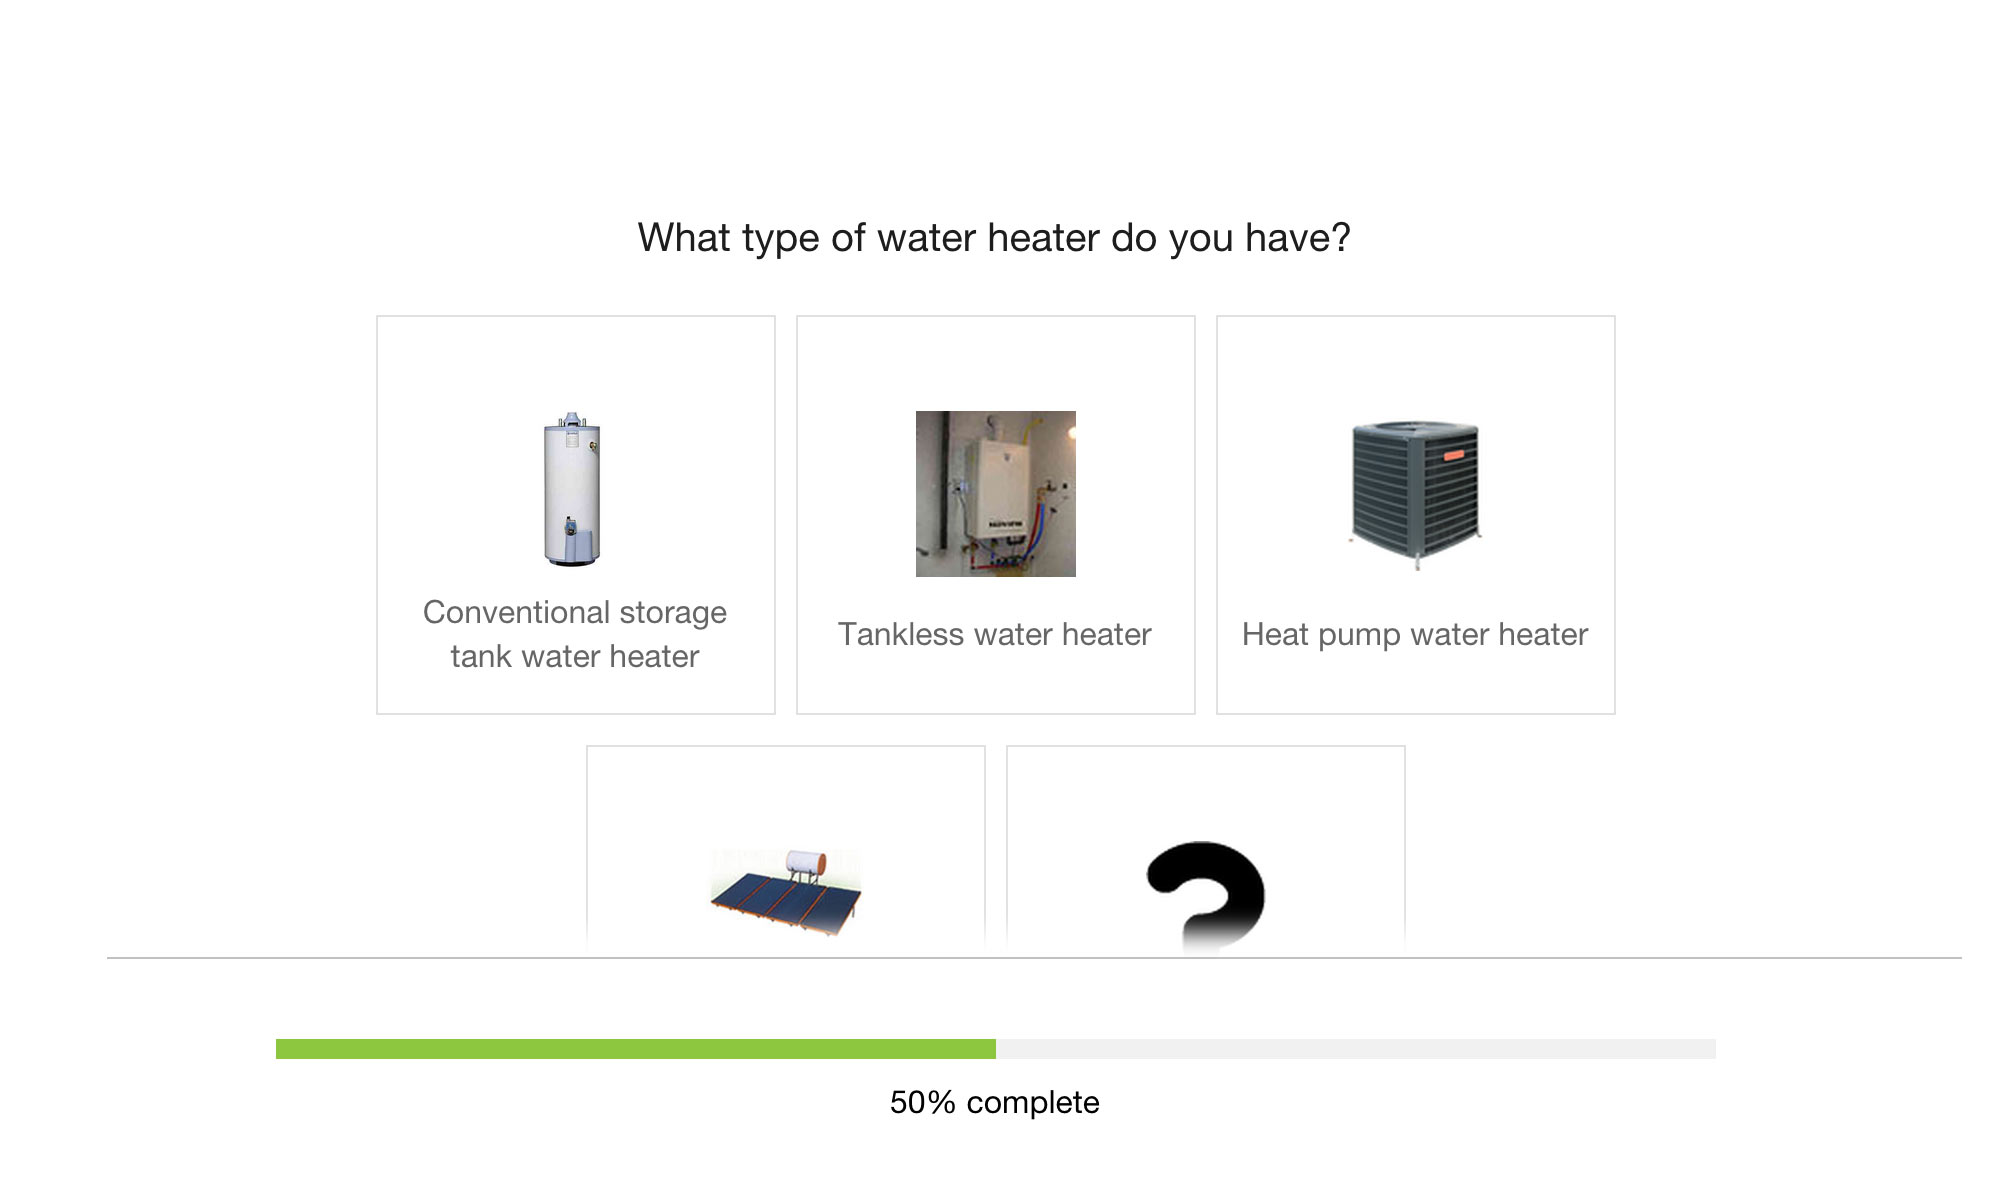 What type of water heater do you have?
Conventional storage
tank water heater
Tankless water heater
Heat pump water heater
50% complete